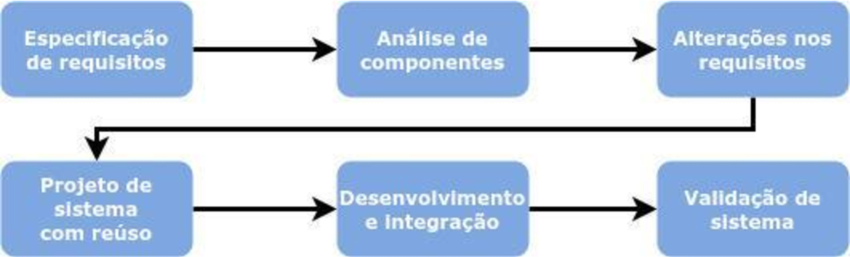 Especificação
de requisitos
Análise de
componentes
Alterações nos
requisitos
Projeto de
sistema
com reúso
Desenvolvimento
e integração
Validação de
sistema